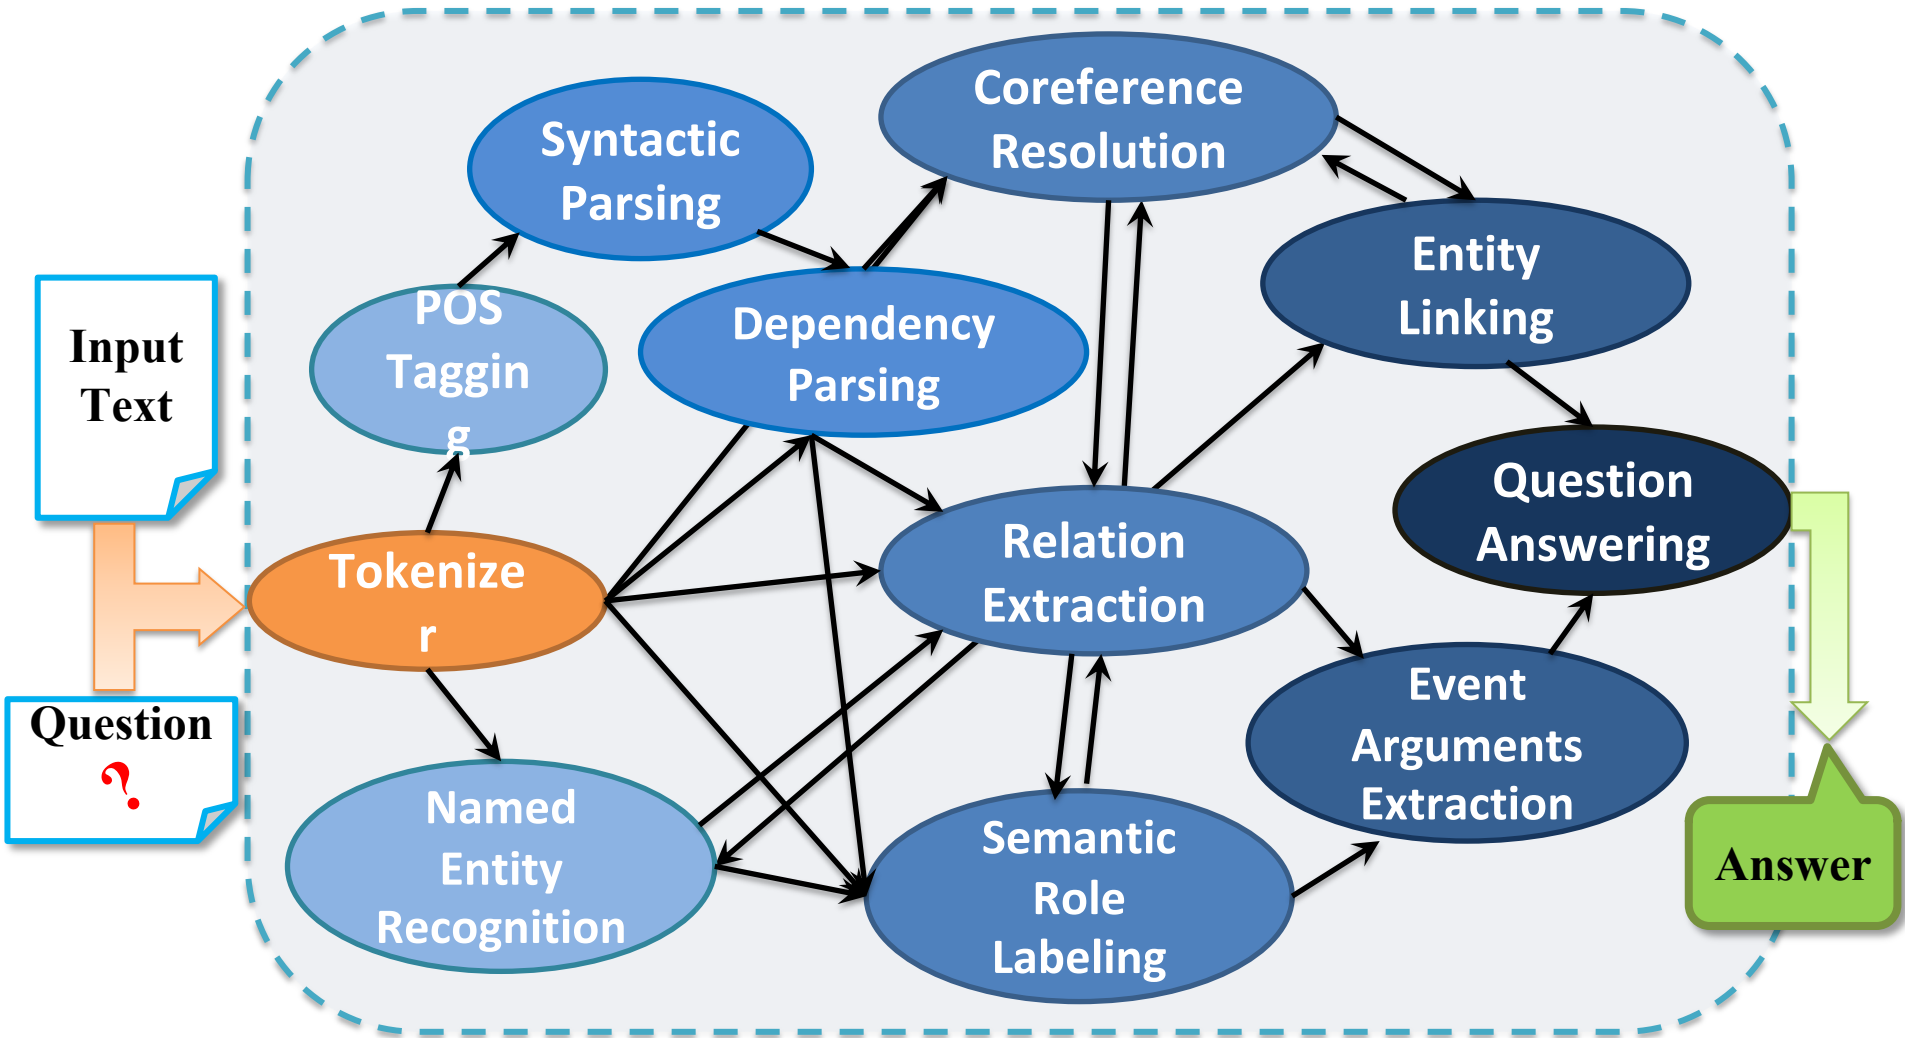 Input
Text
Question
?
Tokenize
r
POS
Taggin
g
Syntactic
Parsing
Dependency
Parsing
Named
Entity
Recognition
Coreference
Resolution
Relation
Extraction
Semantic
Role
Labeling
Entity
Linking
Event
Arguments
Extraction
Question
Answering
Answer